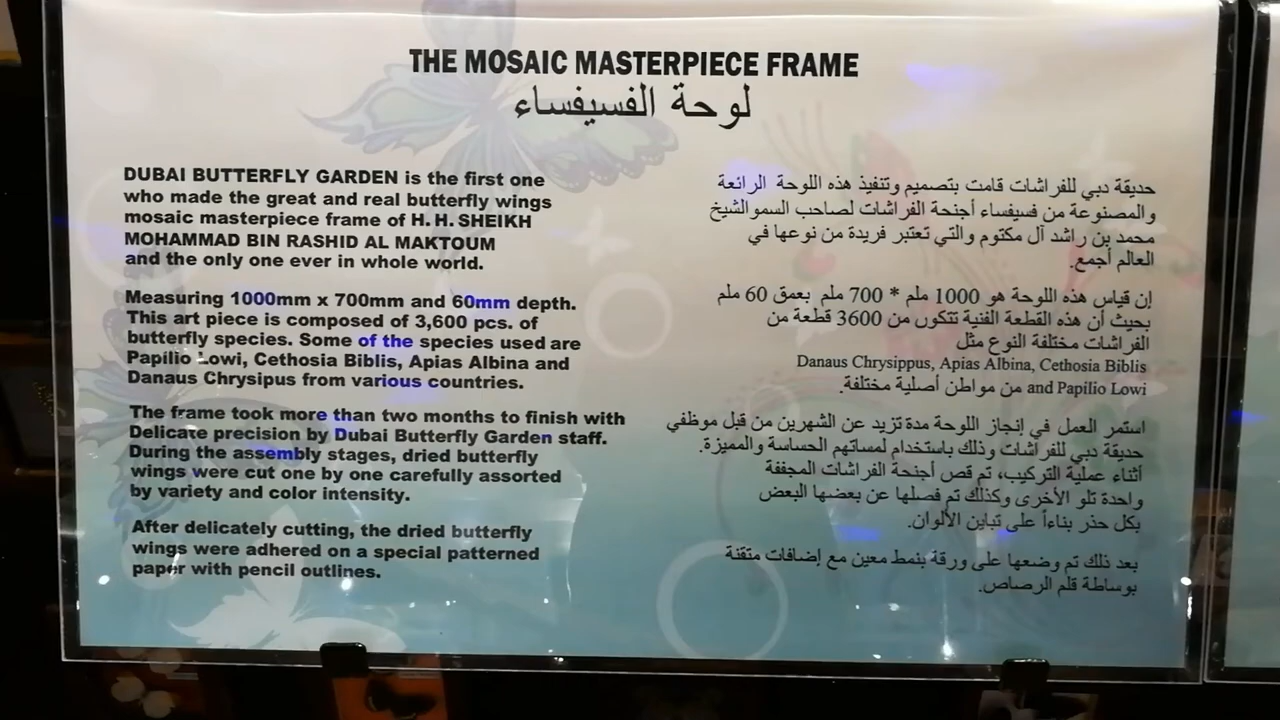 THE MOSAIC MASTERPIECE FRAME
لوحة الفسيفساء
DUBAI BUTTERFLY GARDEN is the first one
who made the great and real butterfly wings
mosaic masterpiece frame of H.H. SHEIKH
MOHAMMAD BIN RASHID AL MAKTOUM
and the only one ever in whole world.
Measuring 1000mm x 700mm and 60mm depth.
This art piece is composed of 3,600 pcs. of
butterfly species. Some of the species used are
Papilio Lowi, Cethosia Biblis, Apias Albina and
Danaus Chrysipus from various countries.
The frame took more than two months to finish with
Delicate precision by Dubai Butterfly Garden staff.
During the assembly stages, dried butterfly
wings were cut one by one carefully assorted
by variety and color intensity.
After delicately cutting, the dried butterfly
wings were adhered on a special patterned
paper with pencil outlines.
حديقة دبي للفراشات قامت بتصميم وتنفيذ هذه اللوحة الرائعة
والمصنوعة من فسيفساء أجنحة الفراشات لصاحب السمو الشيخ
محمد بن راشد آل مكتوم والتي تعتبر فريدة من نوعها في
العالم أجمع.
إن قياس هذه اللوحة هو 1000 ملم * 700 ملم بعمق 60 ملم
بحيث أن هذه القطعة الفنية تتكون من 3600 قطعة من
الفراشات مختلفة النوع مثل
Danaus Chrysippus, Apias Albina, Cethosia Biblis
and Papilio Lowi من مواطن أصلية مختلفة.
استمر العمل في إنجاز اللوحة مدة تزيد عن الشهرين من قبل موظفي
حديقة دبي للفراشات وذلك باستخدام لمساتهم الحساسة والمميزة.
أثناء عملية التركيب، تم قص أجنحة الفراشات المجففة
واحدة تلو الأخرى وكذلك تم فصلها عن بعضها البعض
بكل حذر بناءاً على تباين الألوان.
بعد ذلك تم وضعها على ورقة بنمط معين مع إضافات متقنة
بوساطة قلم الرصاص.